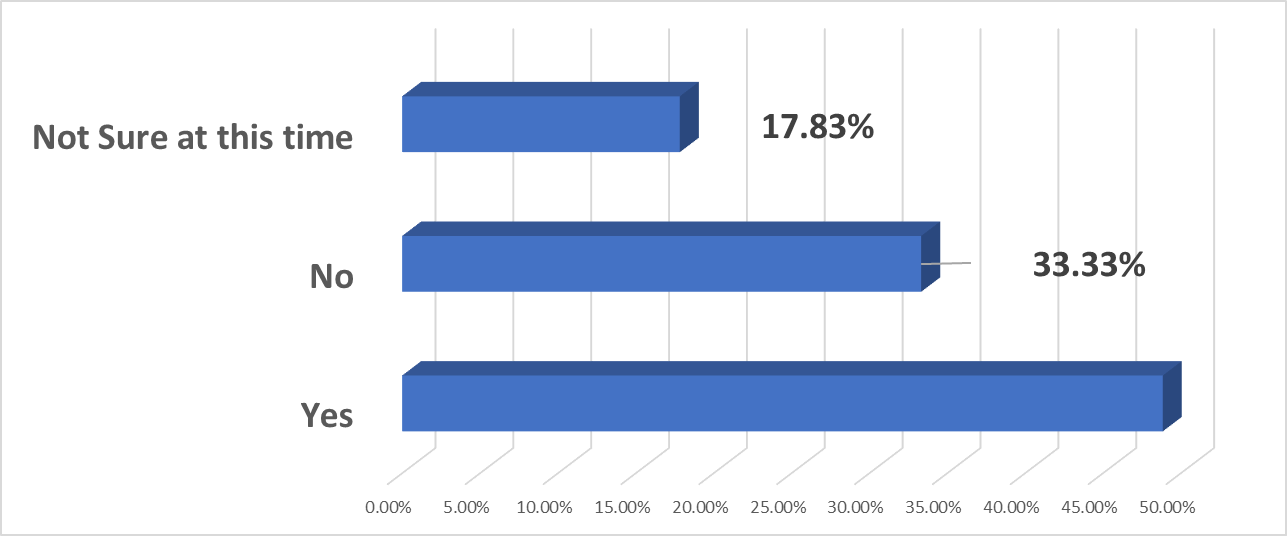 Not Sure at this time
17.83%
No
33.33%
Yes
0.00% 5.00% 10.00% 15.00% 20.00% 25.00% 30.00% 35.00% 40.00% 45.00% 50.00%